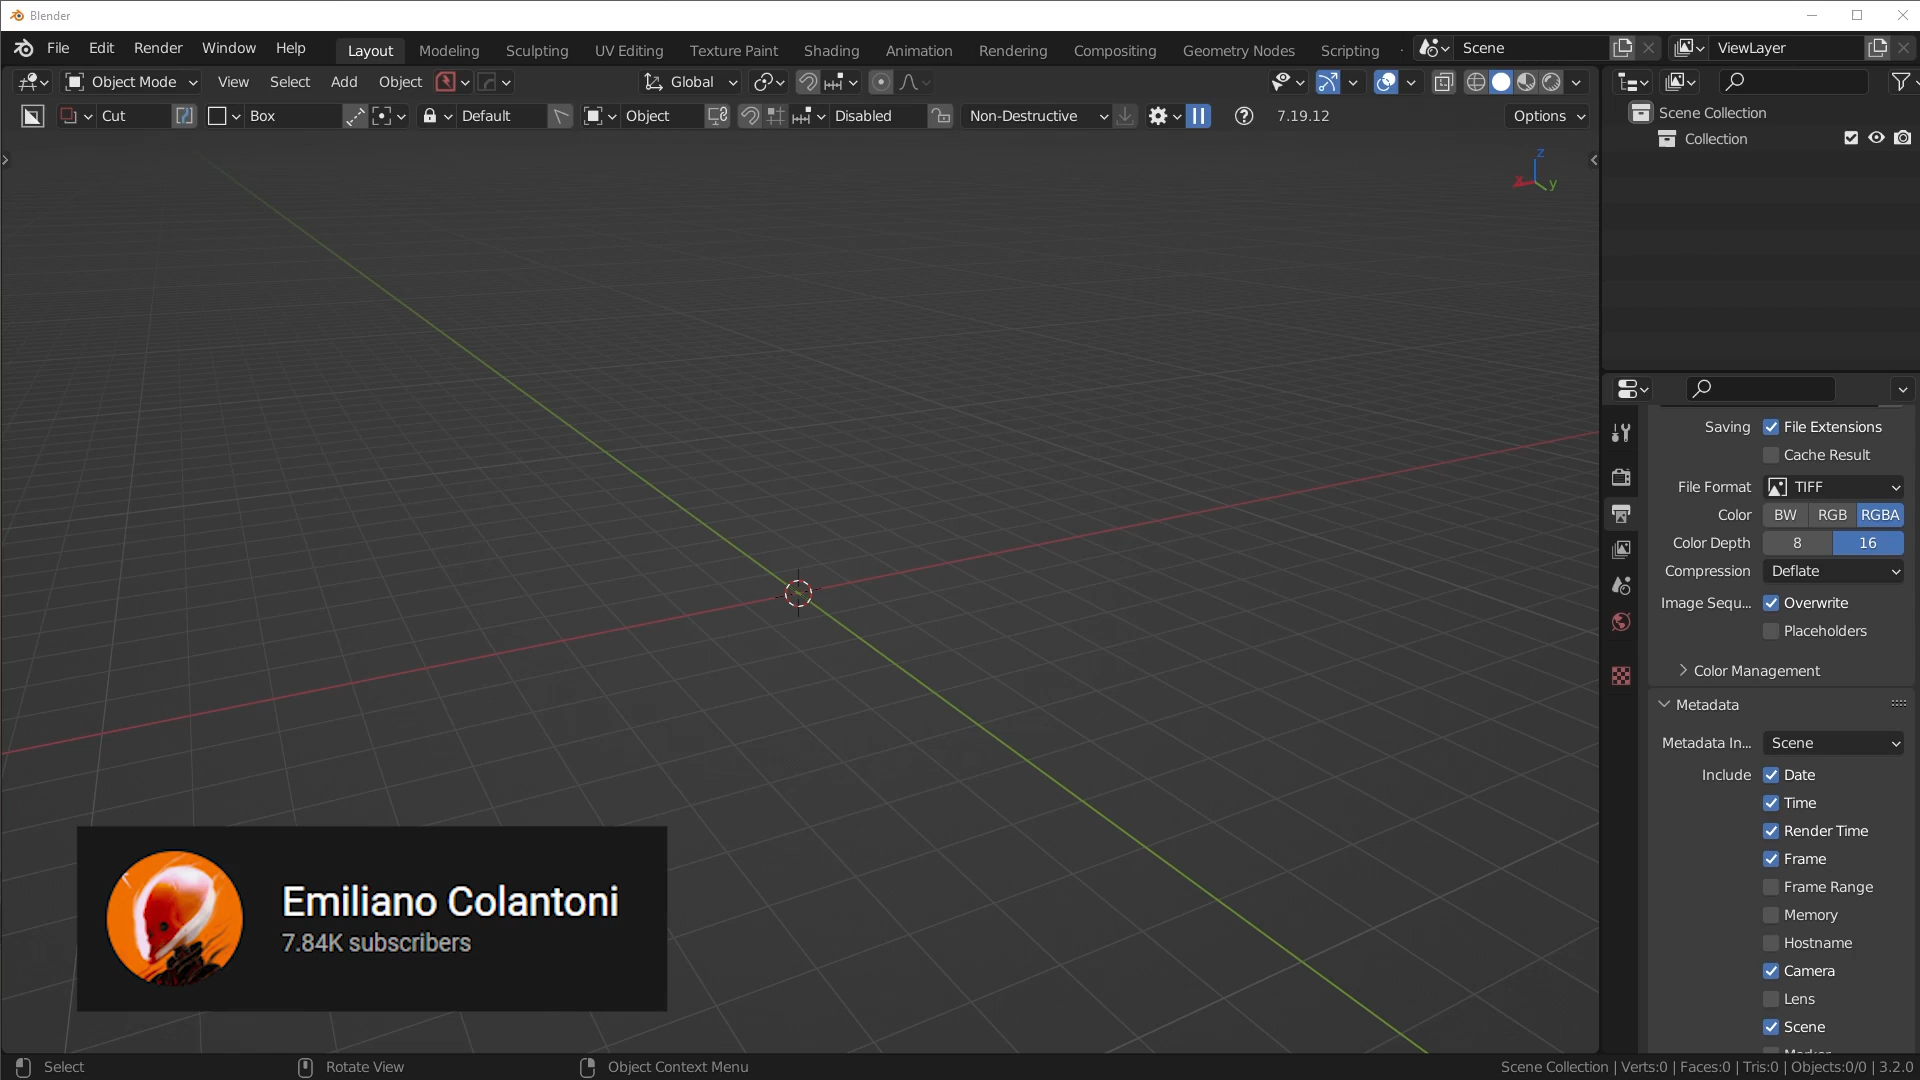 Blender
File Edit Render Window Help Layout Modeling Sculpting UV Editing Texture Paint Shading Animation Rendering Compositing Geometry Nodes Scripting Scene ViewLayer
Object Mode View Select Add Object Global
Cut Box Default Object Disabled Non-Destructive 7.19.12 Options
Scene Collection
Collection
z
x
y
Saving File Extensions
Cache Result
File Format TIFF
Color BW RGB RGBA
Color Depth 8 16
Compression Deflate
Image Sequ... Overwrite
Placeholders
Color Management
Metadata
Metadata In... Scene
Include Date
Time
Render Time
Frame
Frame Range
Memory
Hostname
Camera
Lens
Scene
Emiliano Colantoni
7.84K subscribers
Select Rotate View Object Context Menu Scene Collection | Verts:0 | Faces:0 | Tris:0 | Objects:0/0 | 3.2.0